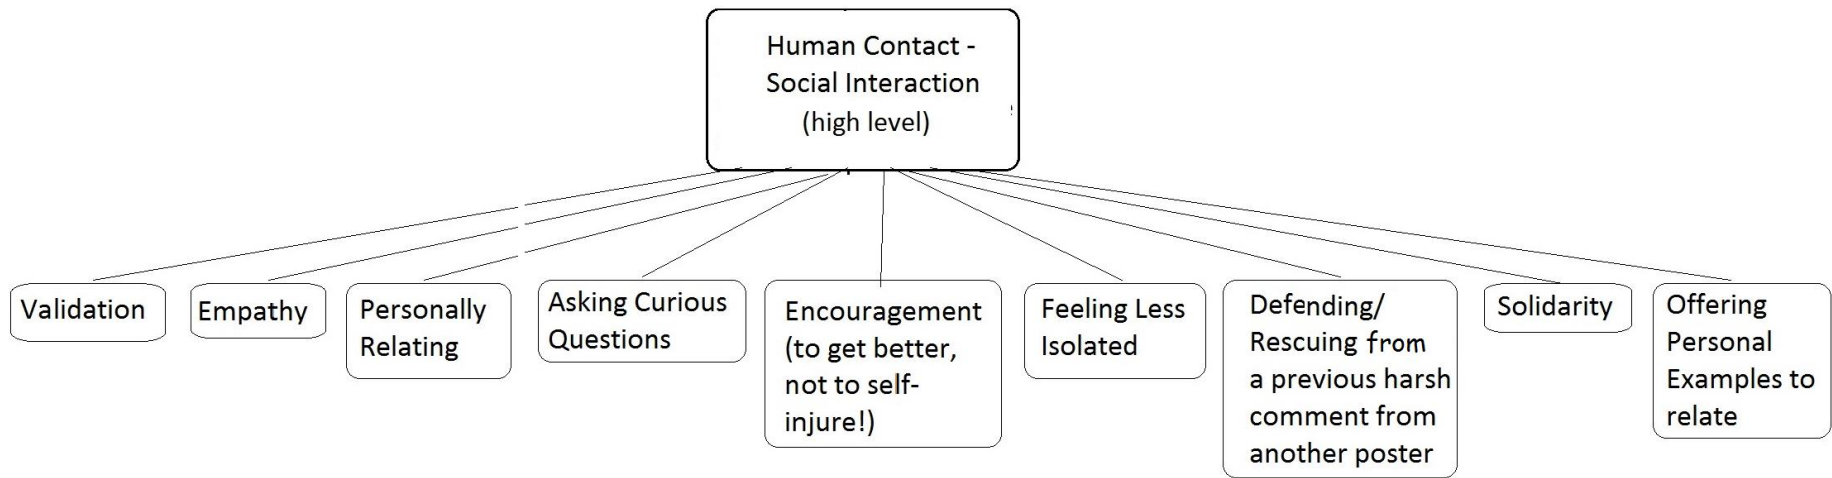 Human Contact -
Social Interaction
(high level)
Validation
Empathy
Personally
Relating
Asking Curious
Questions
Encouragement
(to get better,
not to self-
injure!)
Feeling Less
Isolated
Defending/
Rescuing from
a previous harsh
comment from
another poster
Solidarity
Offering
Personal
Examples to
relate